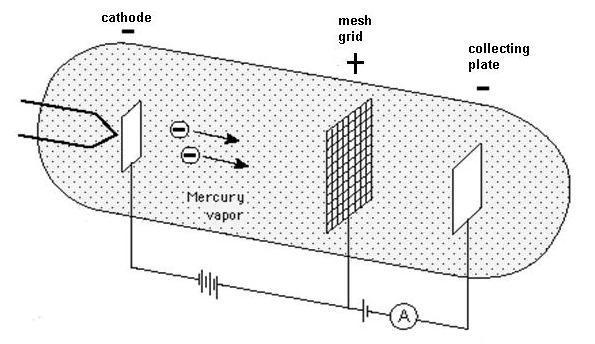 cathode
-
mesh
grid
+
collecting
plate
-
-
-
Mercury
vapor
A